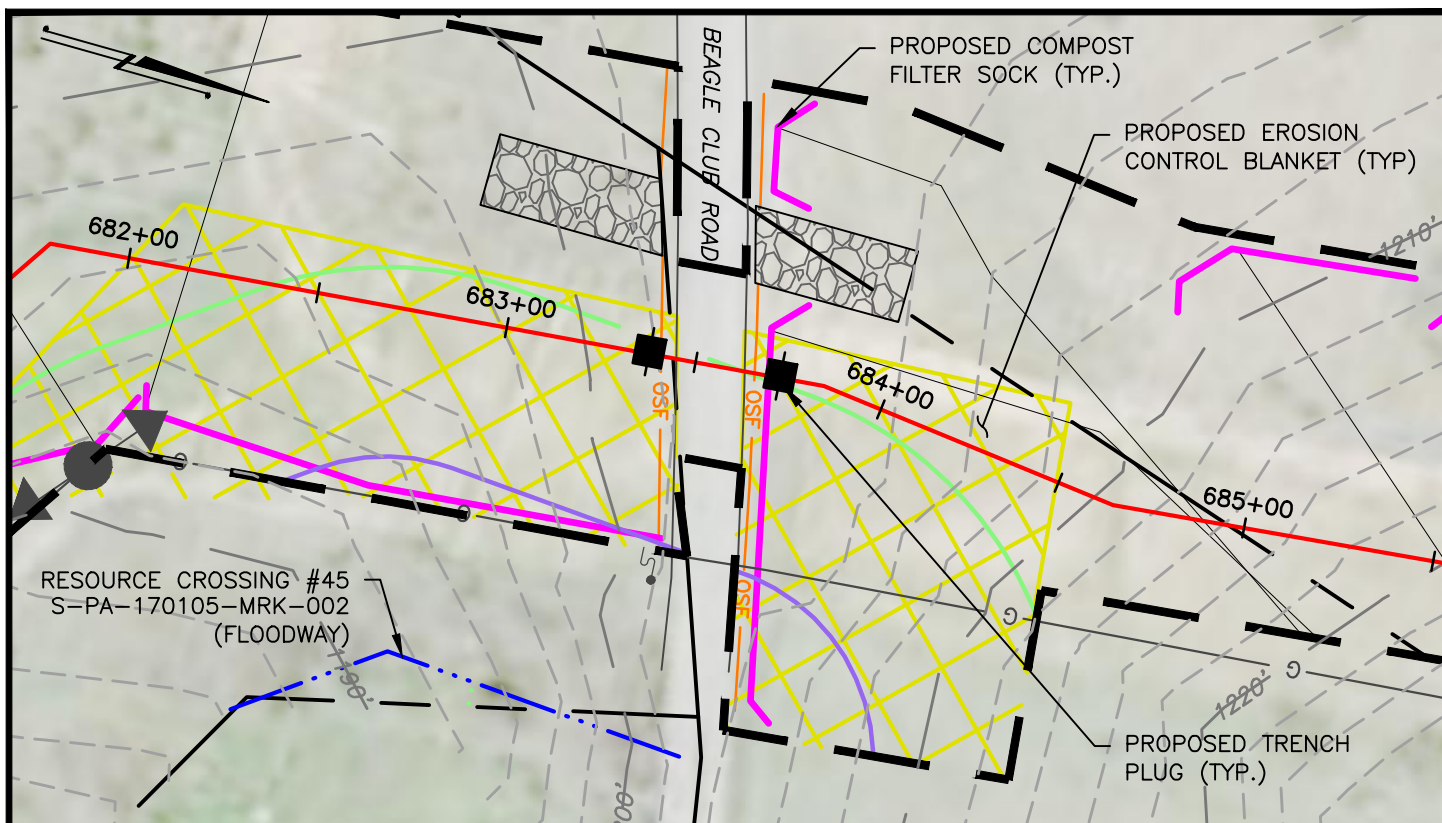 BEAGLE CLUB ROAD
PROPOSED COMPOST
FILTER SOCK (TYP.)
PROPOSED EROSION
CONTROL BLANKET (TYP)
1210'
682+00
683+00
684+00
685+00
OSF
OSF
OSF
G
G
G
G
RESOURCE CROSSING #45
S-PA-170105-MRK-002
(FLOODWAY)
1190'
1220'
PROPOSED TRENCH
PLUG (TYP.)
00'